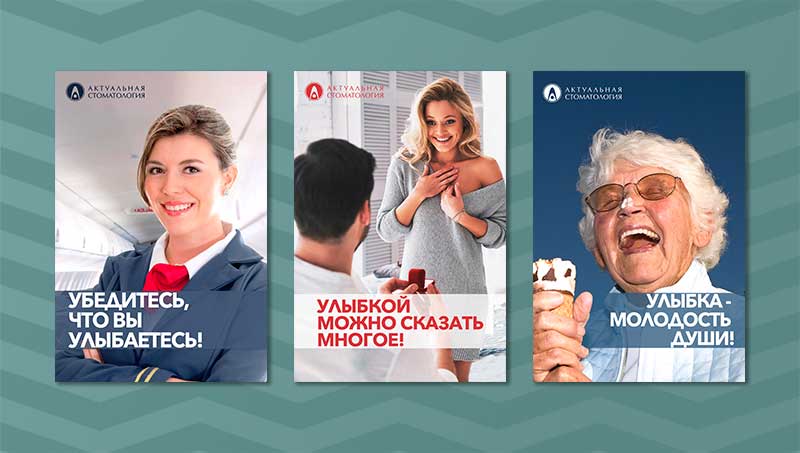 АКТУАЛЬНАЯ
СТОМАТОЛОГИЯ
УБЕДИТЕСЬ,
ЧТО ВЫ
УЛЫБАЕТЕСЬ!
АКТУАЛЬНАЯ
СТОМАТОЛОГИЯ
УЛЫБКОЙ
МОЖНО СКАЗАТЬ
МНОГОЕ!
АКТУАЛЬНАЯ
СТОМАТОЛОГИЯ
УЛЫБКА -
МОЛОДОСТЬ
ДУШИ!